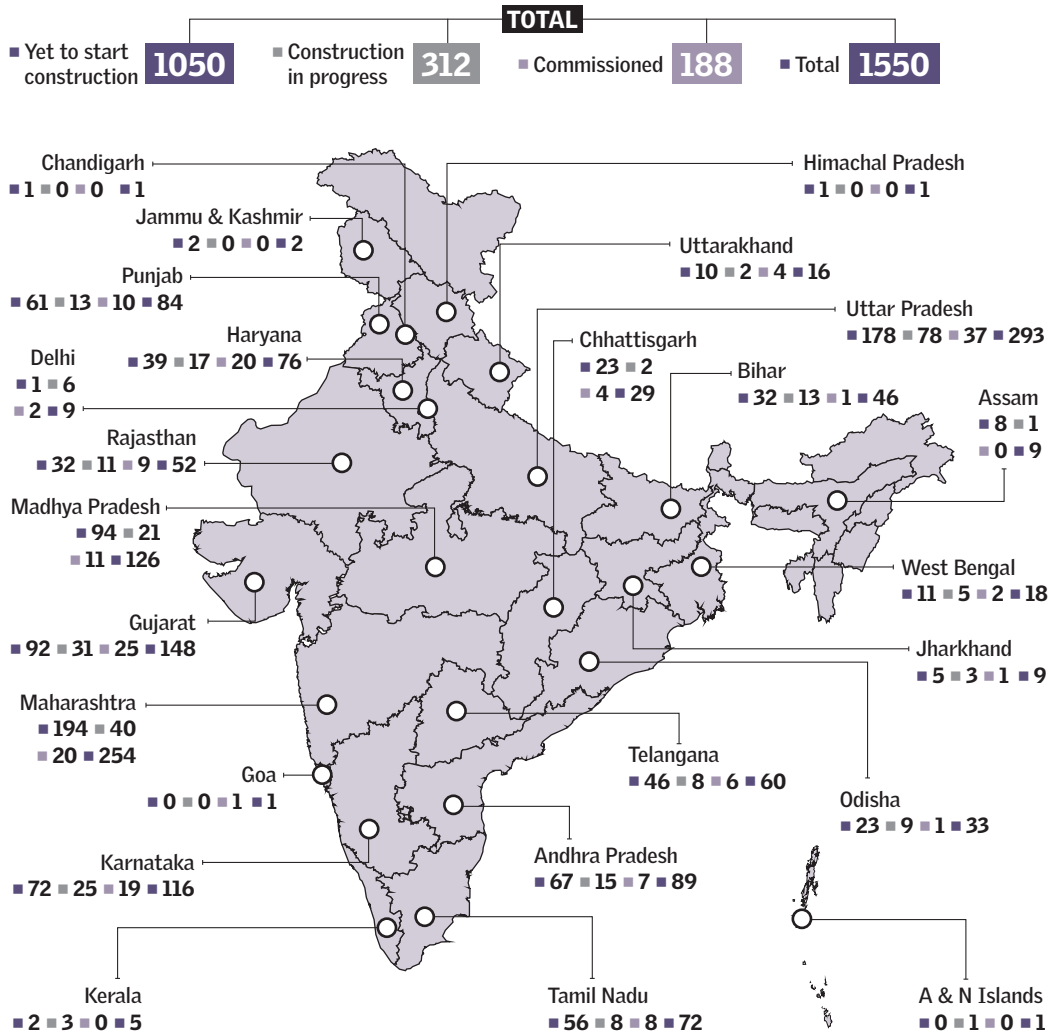 TOTAL
Yet to start
construction 1050
Construction
in progress 312
Commissioned 188
Total 1550
Chandigarh
1 0 0 1
Himachal Pradesh
1 0 0 1
Jammu & Kashmir
2 0 0 2
Uttarakhand
10 2 4 16
Punjab
61 13 10 84
Uttar Pradesh
178 78 37 293
Haryana
39 17 20 76
Chhattisgarh
23 2
4 29
Delhi
1 6
2 9
Bihar
32 13 1 46
Assam
8 1
0 9
Rajasthan
32 11 9 52
Madhya Pradesh
94 21
11 126
West Bengal
11 5 2 18
Gujarat
92 31 25 148
Jharkhand
5 3 1 9
Maharashtra
194 40
20 254
Telangana
46 8 6 60
Goa
0 0 1 1
Odisha
23 9 1 33
Karnataka
72 25 19 116
Andhra Pradesh
67 15 7 89
Kerala
2 3 0 5
Tamil Nadu
56 8 8 72
A & N Islands
0 1 0 1